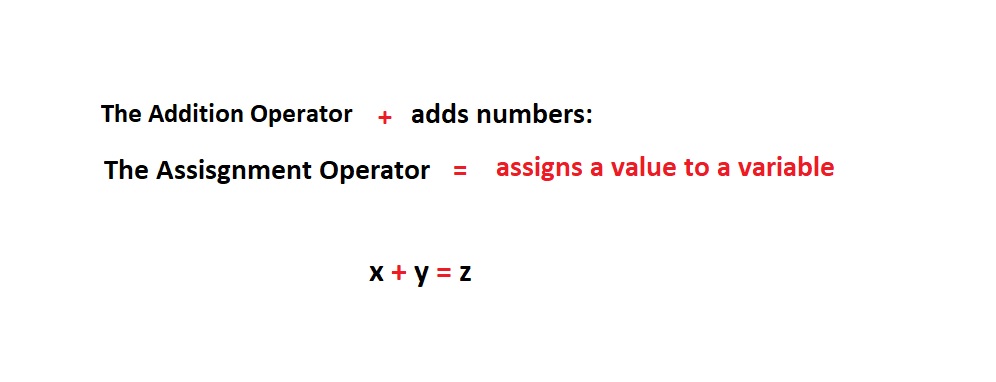 The Addition Operator + adds numbers:
The Assisgnment Operator = assigns a value to a variable
x + y = z